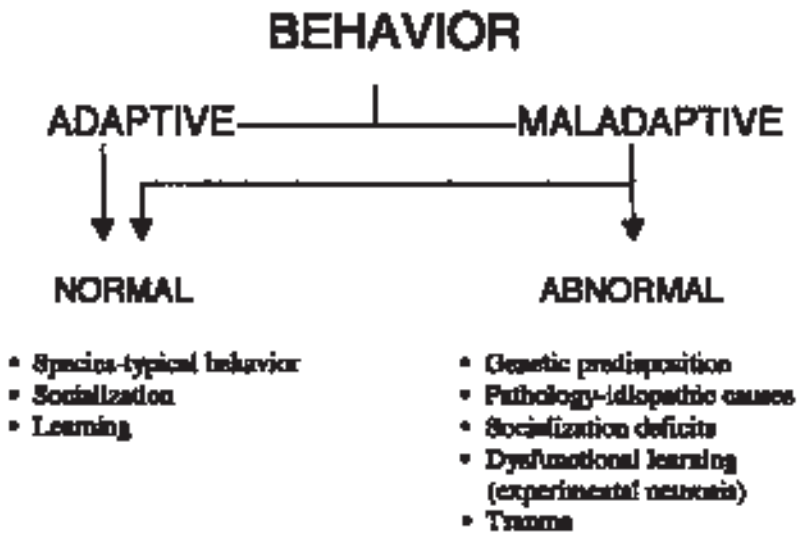 BEHAVIOR
ADAPTIVE
MALADAPTIVE
NORMAL
ABNORMAL
• Species-typical behavior
• Socialization
• Learning
• Genetic predisposition
• Pathology-idiopathic causes
• Socialization deficits
• Dysfunctional learning
(experimental neurosis)
• Trauma